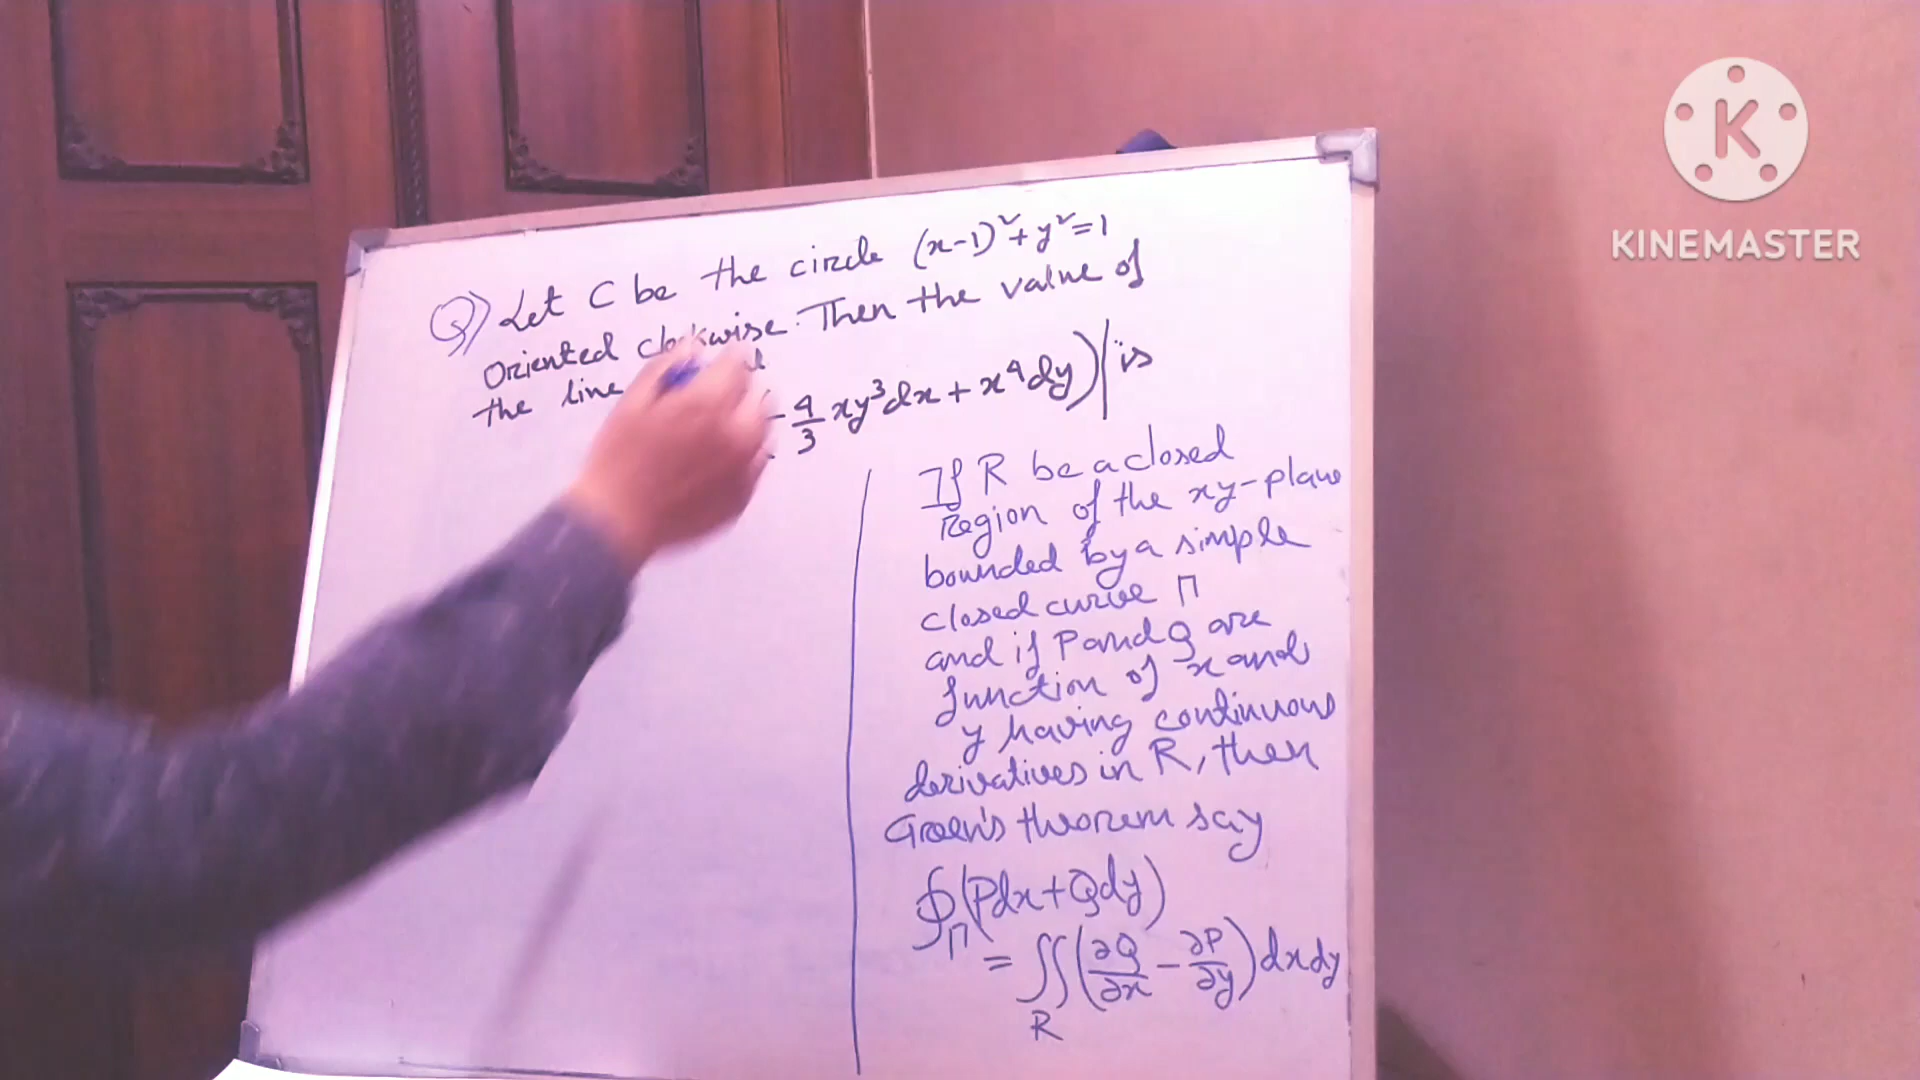 Q) Let C be the circle (x-1)²+y²=1
Oriented clockwise. Then the value of
the line
-4/3 xy³dx + x⁴dy)| is
If R be a closed
Region of the xy-plane
bounded by a simple
closed curve Γ
and if P and Q are
function of x and
y having continuous
derivatives in R, then
Green's theorem say
∮_Γ(Pdx+Qdy)
= ∬_R(∂Q/∂x - ∂P/∂y)dxdy
K
KINEMASTER